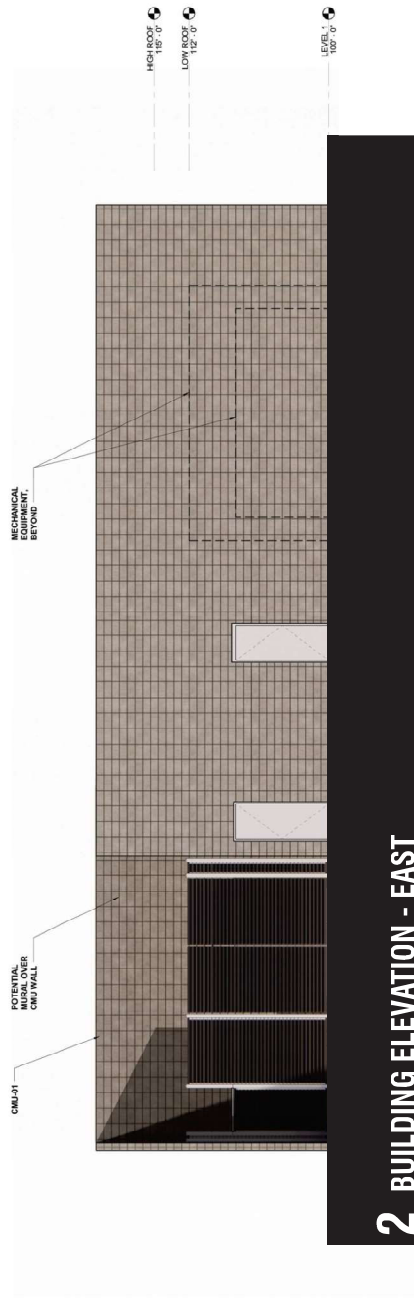 CMU-01
POTENTIAL
MURAL OVER
CMU WALL
MECHANICAL
EQUIPMENT,
BEYOND
HIGH ROOF
115' - 0"
LOW ROOF
112' - 0"
LEVEL 1
100' - 0"
2 BUILDING ELEVATION - EAST